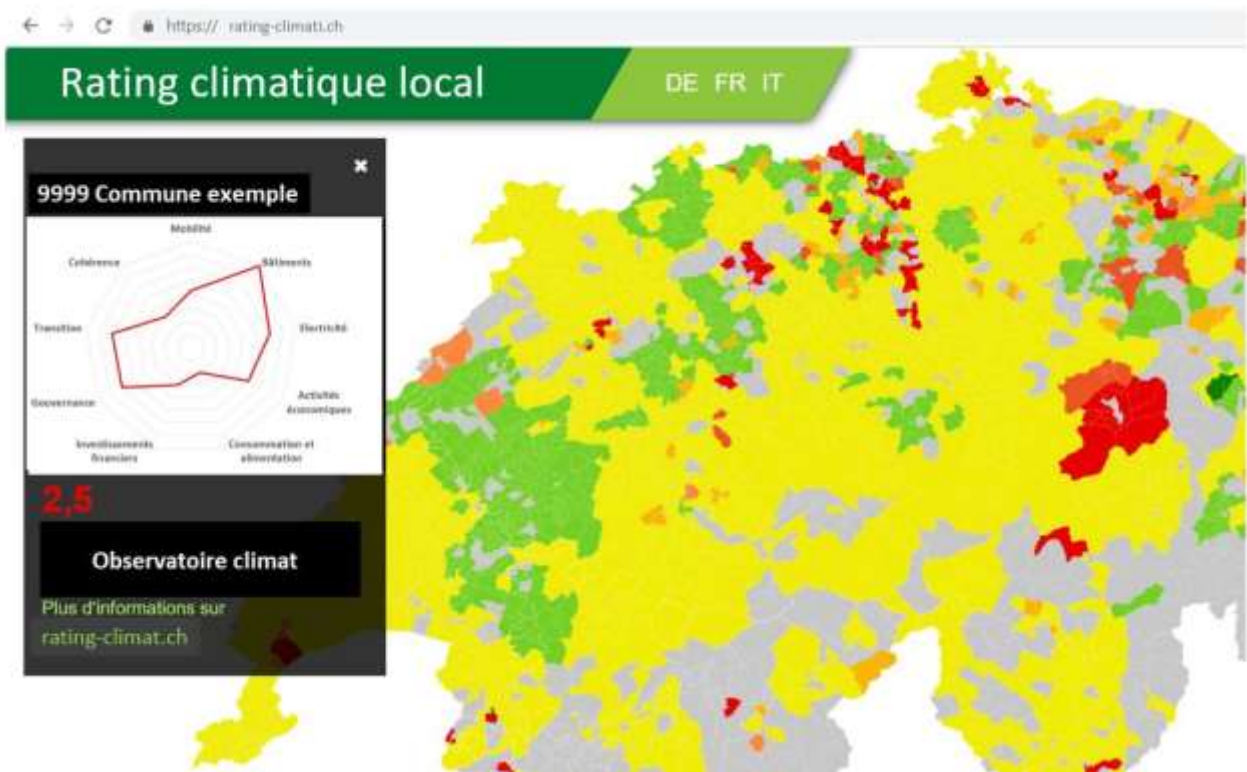 https:// rating-climati.ch
Rating climatique local
DE FR IT
9999 Commune exemple
Mobilité
Cohérence
Bâtiments
Transition
Electricité
Gouvernance
Activités
économiques
Investissements
financiers
Consommation et
alimentation
2,5
Observatoire climat
Plus d'informations sur
rating-climat.ch